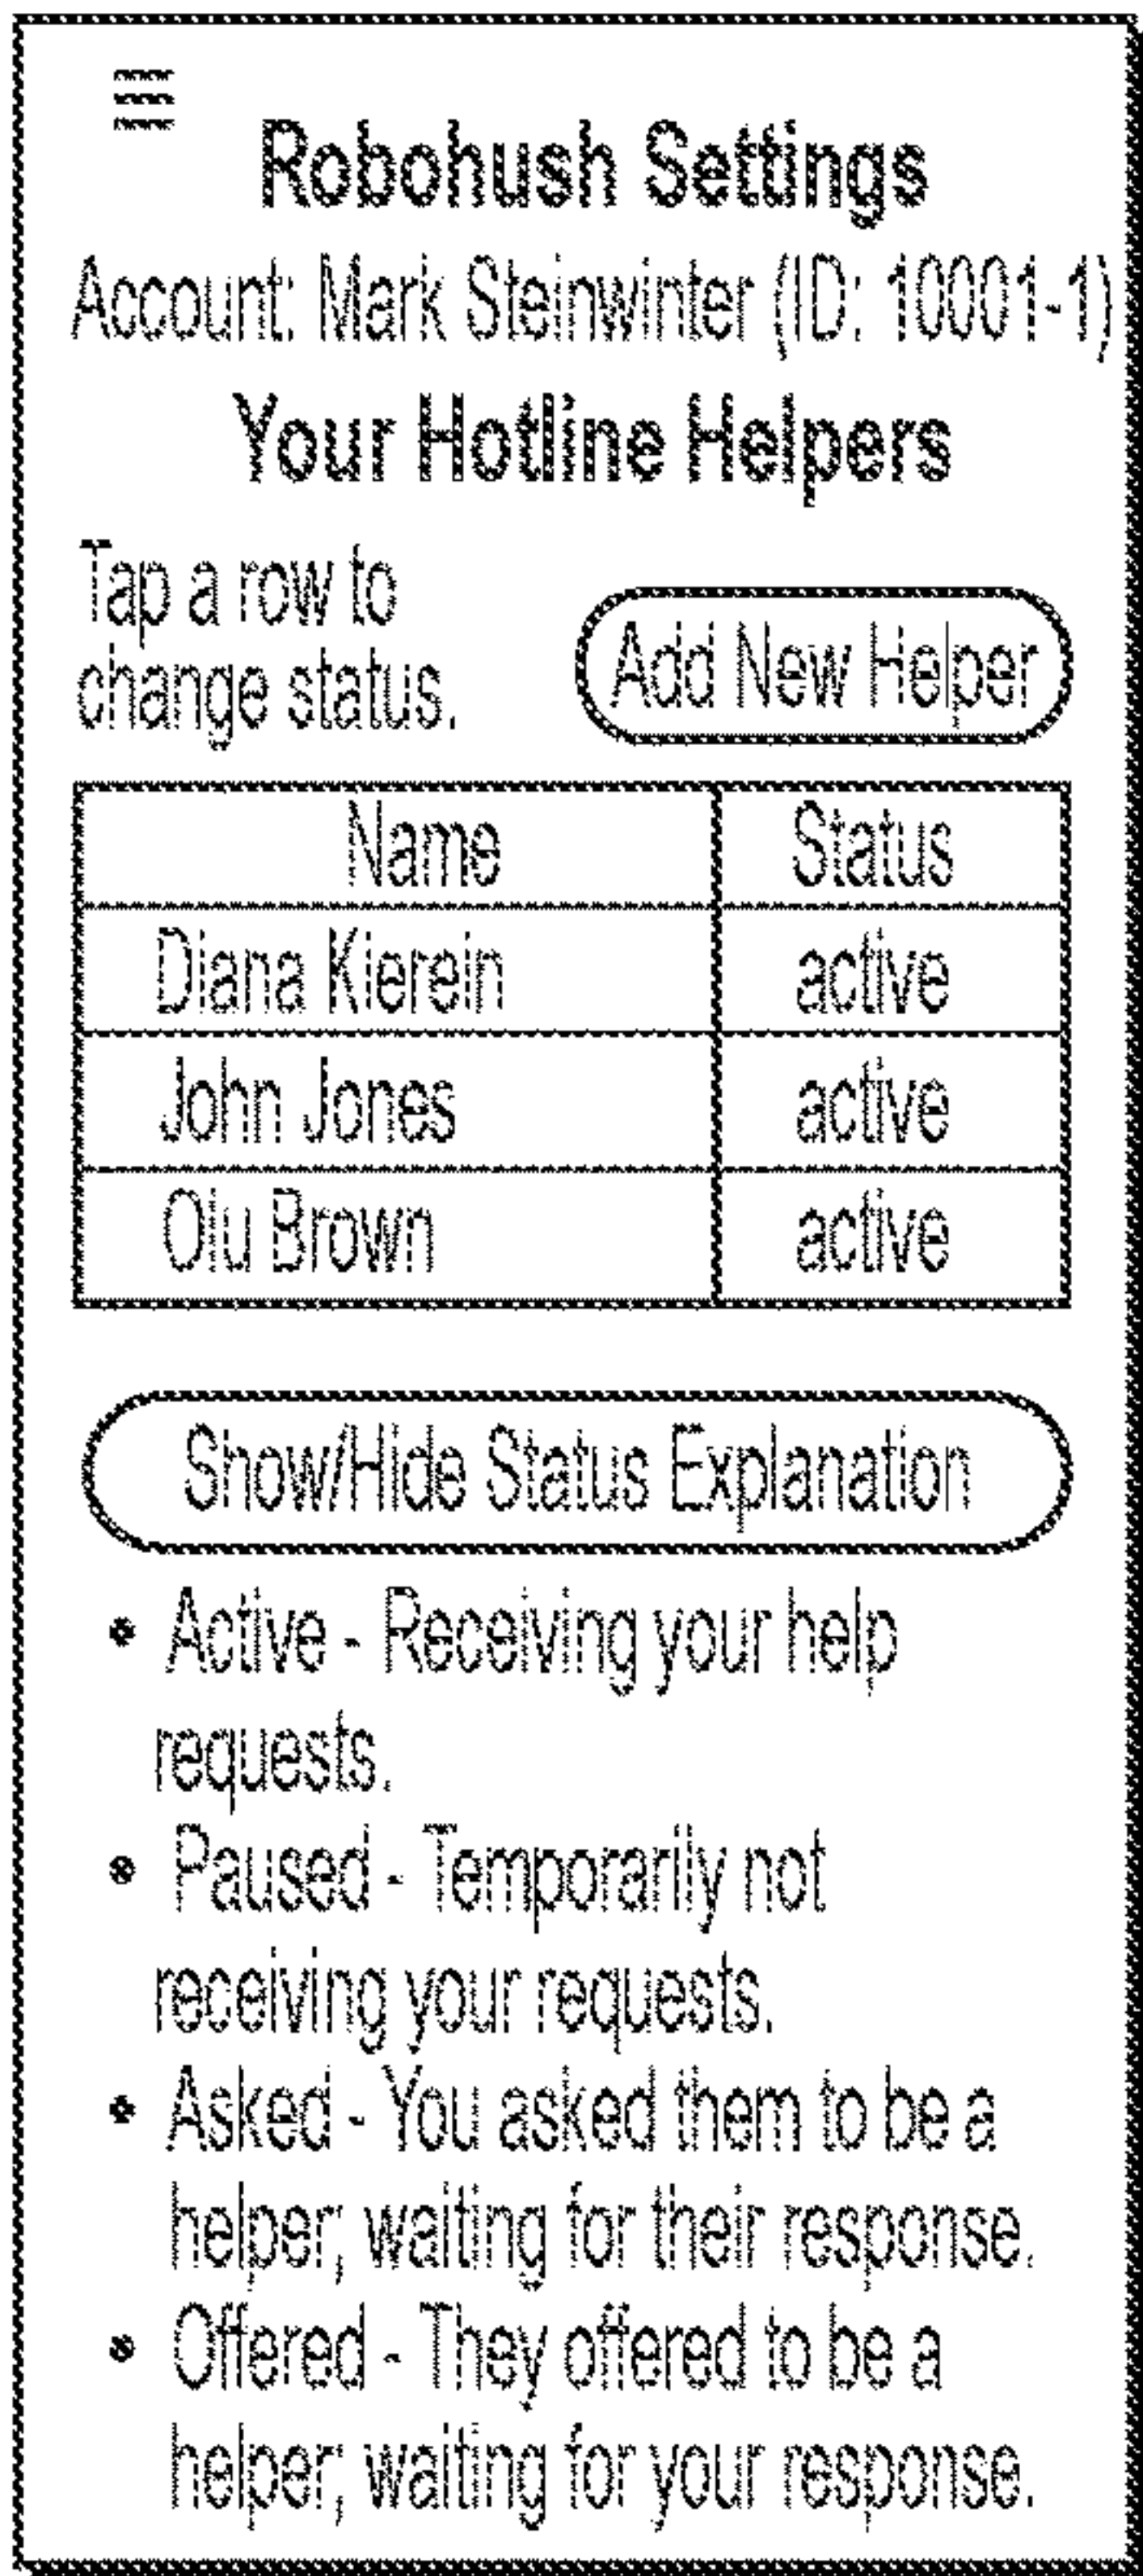 Robohush Settings
Account: Mark Steinwinter (ID: 10001-1)
Your Hotline Helpers
Tap a row to
change status.
Add New Helper
Name Status
Diana Kierein active
John Jones active
Olu Brown active
Show/Hide Status Explanation
• Active - Receiving your help
requests.
• Paused - Temporarily not
receiving your requests.
• Asked - You asked them to be a
helper; waiting for their response.
• Offered - They offered to be a
helper; waiting for your response.